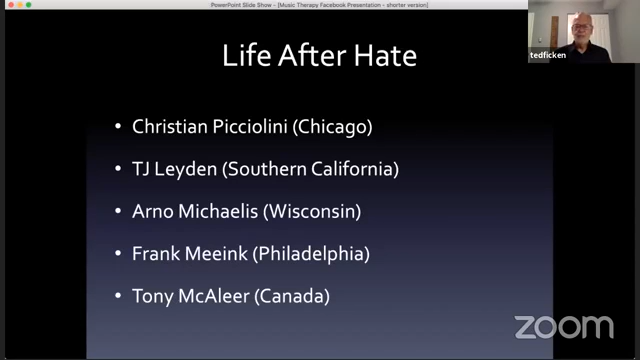 PowerPoint Slide Show - [Music Therapy Facebook Presentation - shorter version]
tedficken
Life After Hate
• Christian Picciolini (Chicago)
• TJ Leyden (Southern California)
• Arno Michaelis (Wisconsin)
• Frank Meeink (Philadelphia)
• Tony McAleer (Canada)
zoom